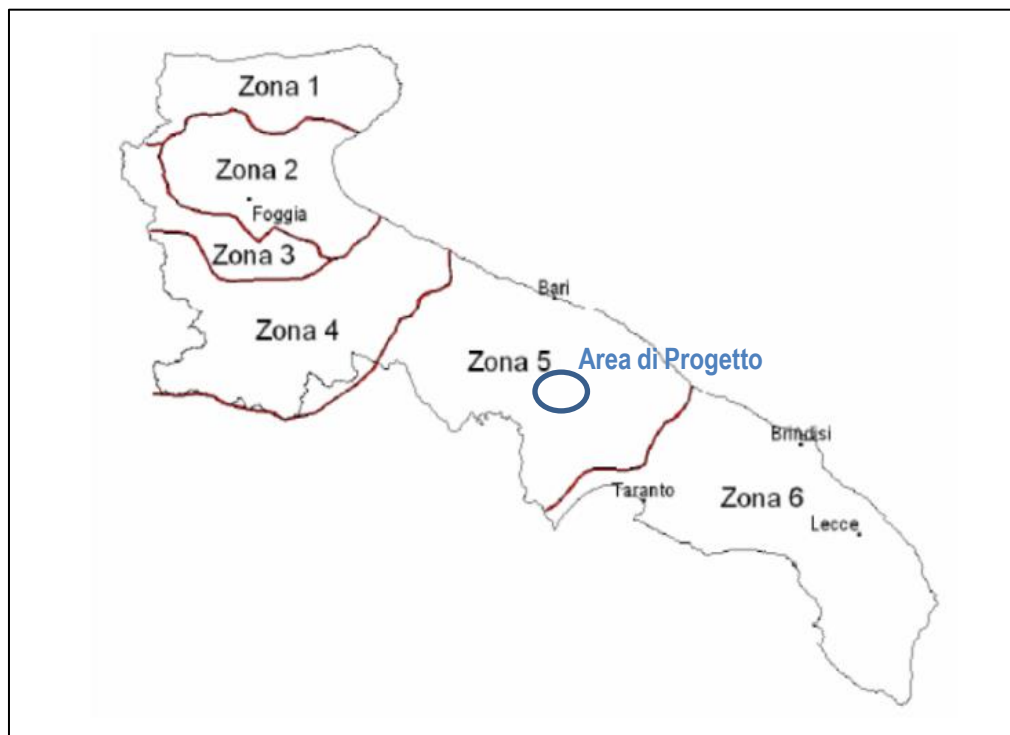 Zona 1
Zona 2
Foggia
Zona 3
Bari
Zona 4
Zona 5
Area di Progetto
Brindisi
Taranto
Zona 6
Lecce